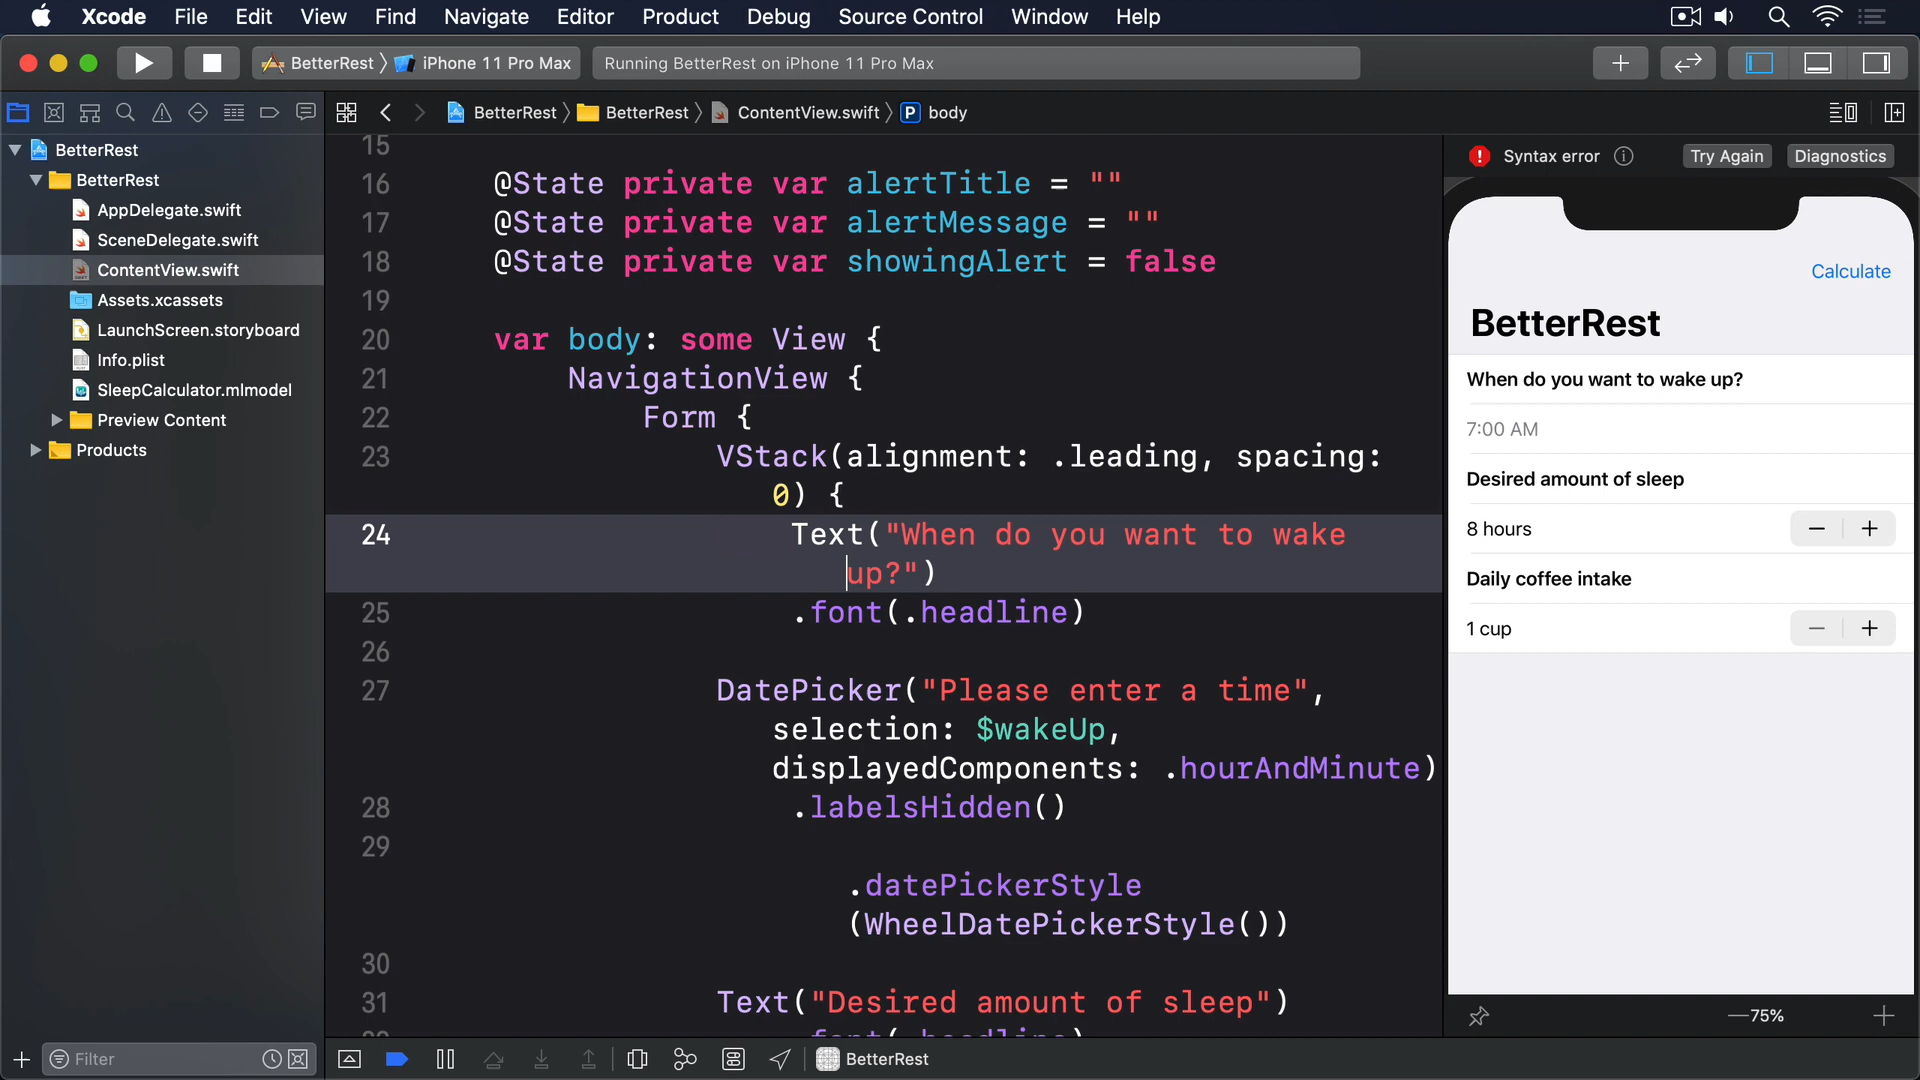 Xcode File Edit View Find Navigate Editor Product Debug Source Control Window Help
BetterRest iPhone 11 Pro Max Running BetterRest on iPhone 11 Pro Max
BetterRest BetterRest ContentView.swift P body
BetterRest
BetterRest
AppDelegate.swift
SceneDelegate.swift
ContentView.swift
Assets.xcassets
LaunchScreen.storyboard
Info.plist
SleepCalculator.mlmodel
Preview Content
Products
Filter
15
16 @State private var alertTitle = ""
17 @State private var alertMessage = ""
18 @State private var showingAlert = false
19
20 var body: some View {
21 NavigationView {
22 Form {
23 VStack(alignment: .leading, spacing:
0) {
24 Text("When do you want to wake
up?")
25 .font(.headline)
26
27 DatePicker("Please enter a time",
selection: $wakeUp,
displayedComponents: .hourAndMinute)
28 .labelsHidden()
29
.datePickerStyle
(WheelDatePickerStyle())
30
31 Text("Desired amount of sleep")
.font(.headline)
BetterRest
Syntax error Try Again Diagnostics
Calculate
BetterRest
When do you want to wake up?
7:00 AM
Desired amount of sleep
8 hours − +
Daily coffee intake
1 cup − +
75%